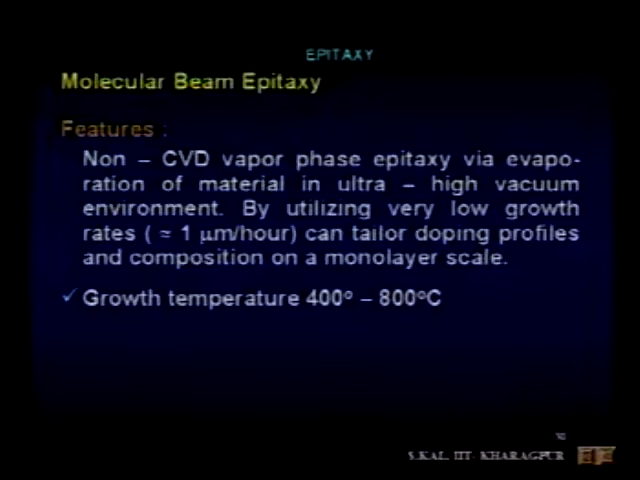 EPITAXY
Molecular Beam Epitaxy
Features :
Non – CVD vapor phase epitaxy via evapo-
ration of material in ultra – high vacuum
environment. By utilizing very low growth
rates ( ≈ 1 μm/hour) can tailor doping profiles
and composition on a monolayer scale.
✓ Growth temperature 400º – 800ºC
S.KAL, IIT- KHARAGPUR